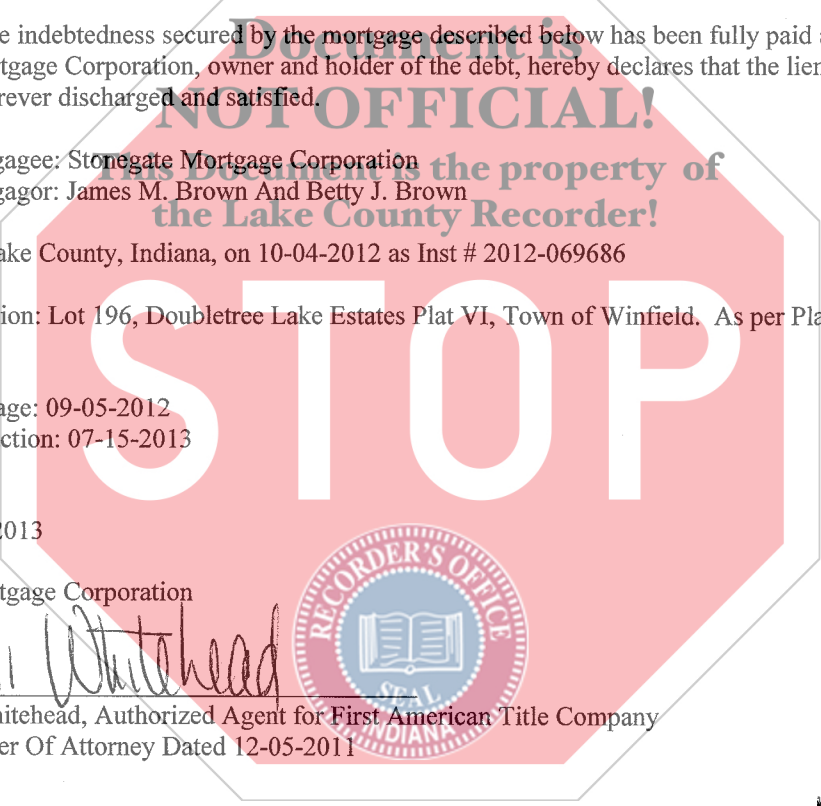 Document is
e indebtedness secured by the mortgage described below has been fully paid a
tgage Corporation, owner and holder of the debt, hereby declares that the lien
rever discharged and satisfied.
NOT OFFICIAL!
gagee: Stonegate Mortgage Corporation
This Document is the property of
gagor: James M. Brown And Betty J. Brown
the Lake County Recorder!
ake County, Indiana, on 10-04-2012 as Inst # 2012-069686
STOP
ion: Lot 196, Doubletree Lake Estates Plat VI, Town of Winfield. As per Pla
age: 09-05-2012
ction: 07-15-2013
2013
tgage Corporation
RECORDER'S OFFICE
SEAL
INDIANA
Whitehead
hitehead, Authorized Agent for First American Title Company
er Of Attorney Dated 12-05-2011